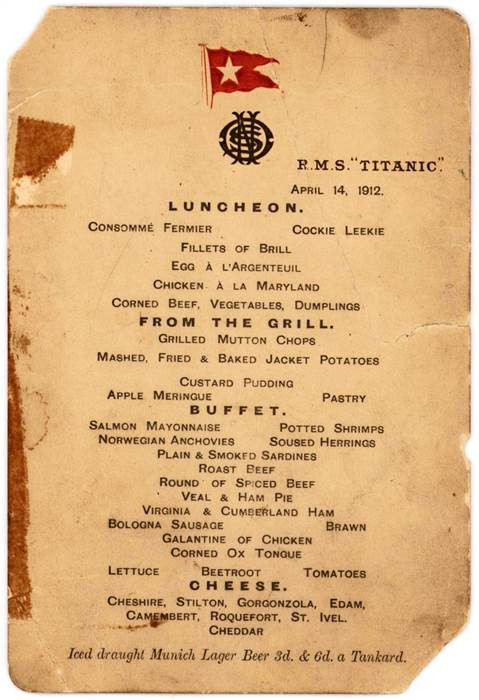 R.M.S. "TITANIC".
APRIL 14, 1912.
LUNCHEON.
CONSOMMÉ FERMIER COCKIE LEEKIE
FILLETS OF BRILL
EGG À L'ARGENTEUIL
CHICKEN À LA MARYLAND
CORNED BEEF, VEGETABLES, DUMPLINGS
FROM THE GRILL.
GRILLED MUTTON CHOPS
MASHED, FRIED & BAKED JACKET POTATOES
CUSTARD PUDDING
APPLE MERINGUE PASTRY
BUFFET.
SALMON MAYONNAISE POTTED SHRIMPS
NORWEGIAN ANCHOVIES SOUSED HERRINGS
PLAIN & SMOKED SARDINES
ROAST BEEF
ROUND OF SPICED BEEF
VEAL & HAM PIE
VIRGINIA & CUMBERLAND HAM
BOLOGNA SAUSAGE BRAWN
GALANTINE OF CHICKEN
CORNED OX TONGUE
LETTUCE BEETROOT TOMATOES
CHEESE.
CHESHIRE, STILTON, GORGONZOLA, EDAM,
CAMEMBERT, ROQUEFORT, ST. IVEL.
CHEDDAR
Iced draught Munich Lager Beer 3d. & 6d. a Tankard.